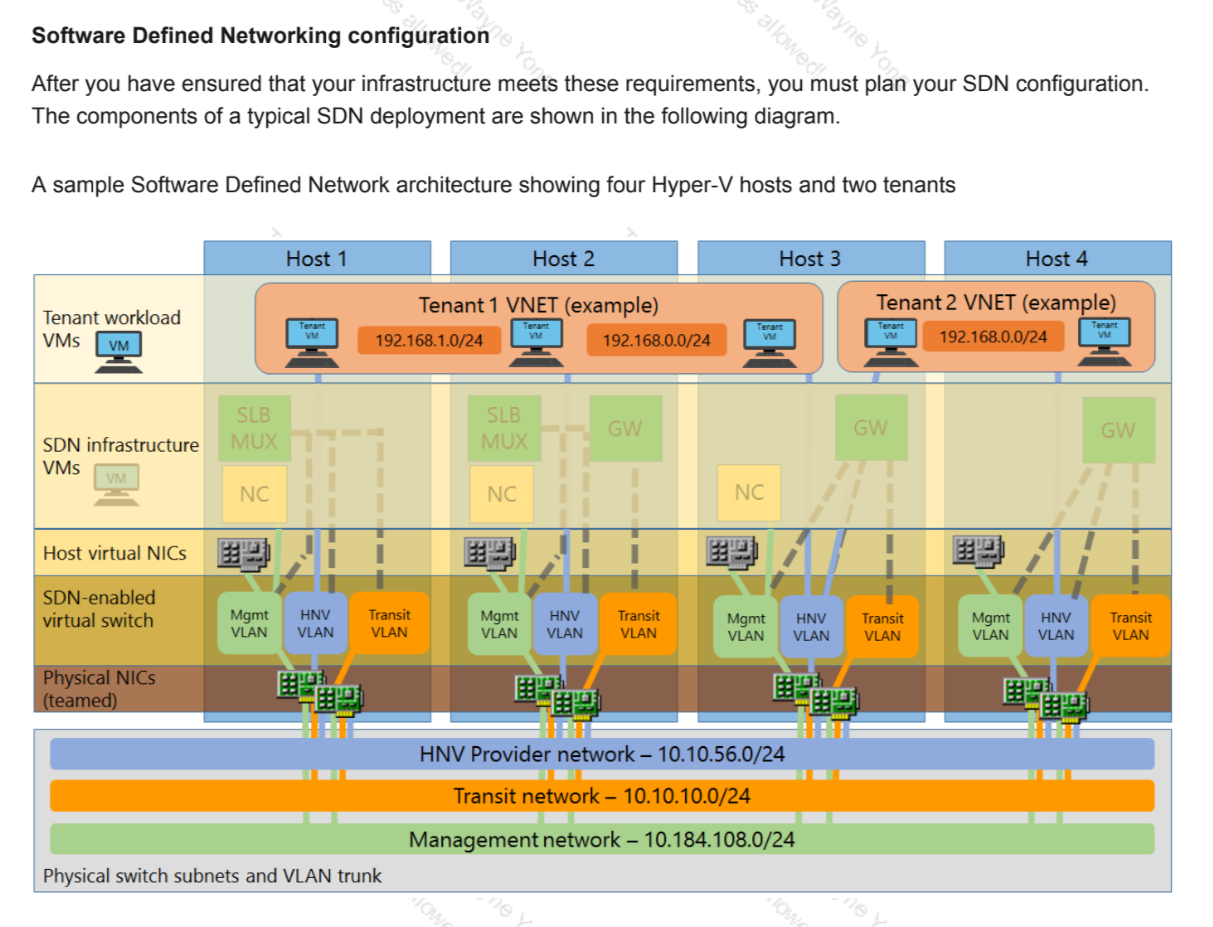 Software Defined Networking configuration
After you have ensured that your infrastructure meets these requirements, you must plan your SDN configuration.
The components of a typical SDN deployment are shown in the following diagram.
A sample Software Defined Network architecture showing four Hyper-V hosts and two tenants
Host 1 Host 2 Host 3 Host 4
Tenant workload
VMs
VM
Tenant 1 VNET (example)
Tenant
VM
192.168.1.0/24
Tenant
VM
192.168.0.0/24
Tenant
VM
Tenant 2 VNET (example)
Tenant
VM
192.168.0.0/24
Tenant
VM
SDN infrastructure
VMs
VM
SLB
MUX
NC
SLB
MUX
GW
NC
GW
NC
GW
Host virtual NICs
SDN-enabled
virtual switch
Mgmt
VLAN
HNV
VLAN
Transit
VLAN
Mgmt
VLAN
HNV
VLAN
Transit
VLAN
Mgmt
VLAN
HNV
VLAN
Transit
VLAN
Mgmt
VLAN
HNV
VLAN
Transit
VLAN
Physical NICs
(teamed)
HNV Provider network – 10.10.56.0/24
Transit network – 10.10.10.0/24
Management network – 10.184.108.0/24
Physical switch subnets and VLAN trunk